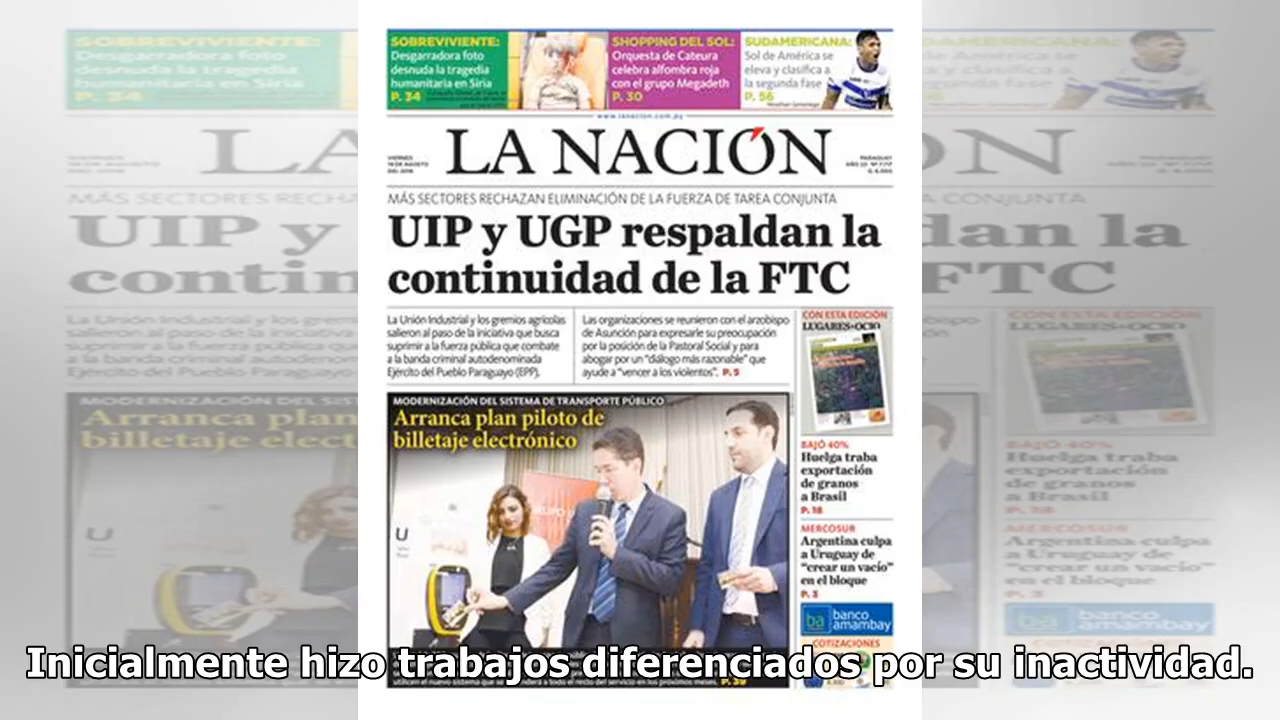 SOBREVIVIENTE:
Desgarradora foto
desnuda la tragedia
humanitaria en Siria
P. 34
SHOPPING DEL SOL:
Orquesta de Cateura
celebra alfombra roja
con el grupo Megadeth
P. 30
SUDAMERICANA:
Sol de América se
eleva y clasifica a
la segunda fase
P. 56
www.lanacion.com.py
VIERNES
19 DE AGOSTO
DEL 2016
LA NACIÓN
PARAGUAY
MÁS SECTORES RECHAZAN ELIMINACIÓN DE LA FUERZA DE TAREA CONJUNTA
UIP y UGP respaldan la
continuidad de la FTC
La Unión Industrial y los gremios agrícolas
salieron al paso de la iniciativa que busca
suprimir a la fuerza pública que combate
a la banda criminal autodenominada
Ejército del Pueblo Paraguayo (EPP).
Las organizaciones se reunieron con el arzobispo
de Asunción para expresarle su preocupación
por la posición de la Pastoral Social y para
abogar por un “diálogo más razonable” que
ayude a “vencer a los violentos”. P. 5
CON ESTA EDICIÓN
LUGARES+OCIO
MODERNIZACIÓN DEL SISTEMA DE TRANSPORTE PÚBLICO
Arranca plan piloto de
billetaje electrónico
BAJÓ 40%
Huelga traba
exportación
de granos
a Brasil
P. 18
MERCOSUR
Argentina culpa
a Uruguay de
“crear un vacío”
en el bloque
P. 3
banco
amambay
COTIZACIONES
Inicialmente hizo trabajos diferenciados por su inactividad.
P. 39